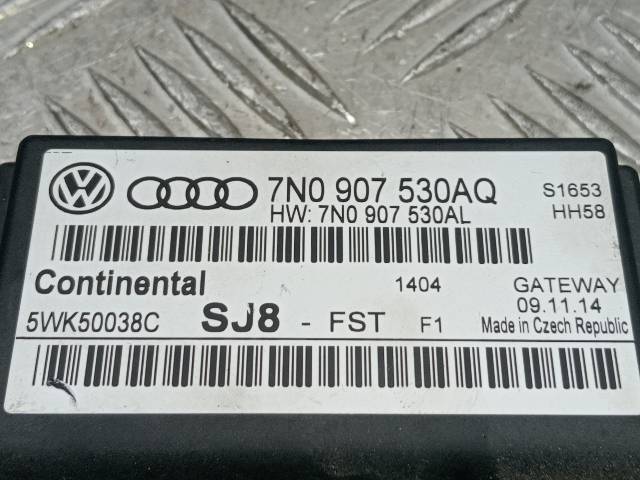 7N0 907 530AQ S1653
HW: 7N0 907 530AL HH58
Continental 1404 GATEWAY
09.11.14
5WK50038C SJ8 - FST F1 Made in Czech Republic